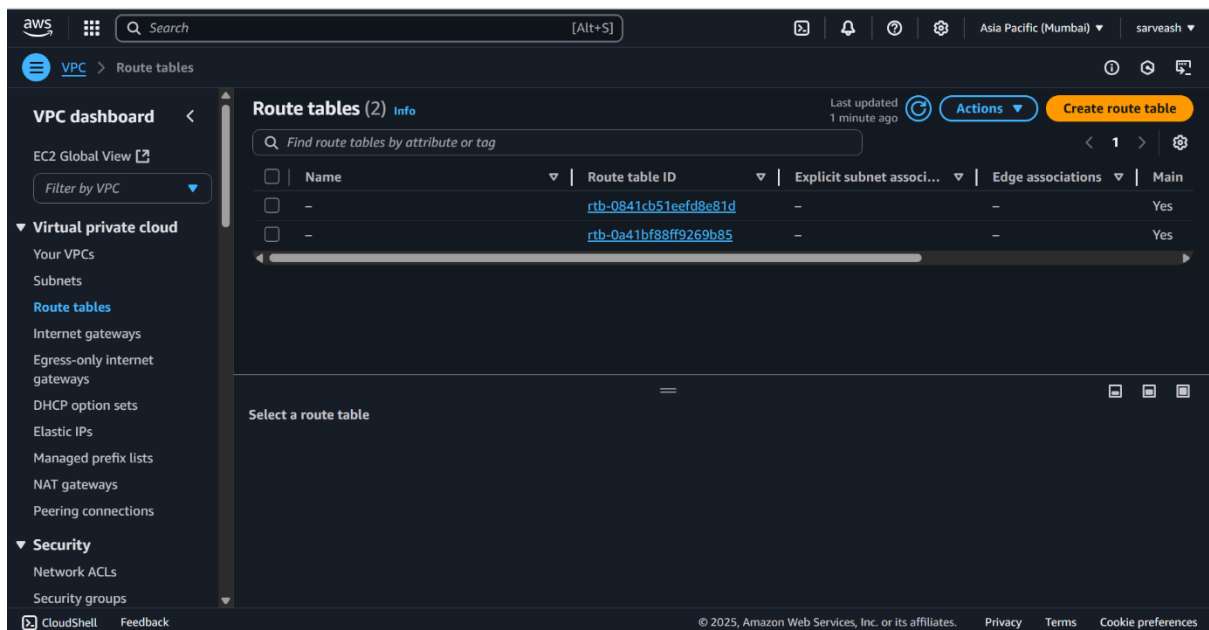 aws
Search [Alt+S] Asia Pacific (Mumbai) sarveash
VPC > Route tables
VPC dashboard
EC2 Global View
Filter by VPC
Virtual private cloud
Your VPCs
Subnets
Route tables
Internet gateways
Egress-only internet
gateways
DHCP option sets
Elastic IPs
Managed prefix lists
NAT gateways
Peering connections
Security
Network ACLs
Security groups
Route tables (2) Info
Last updated
1 minute ago
Actions
Create route table
Find route tables by attribute or tag
1
Name Route table ID Explicit subnet associ... Edge associations Main
– rtb-0841cb51eefd8e81d – – Yes
– rtb-0a41bf88ff9269b85 – – Yes
Select a route table
CloudShell Feedback © 2025, Amazon Web Services, Inc. or its affiliates. Privacy Terms Cookie preferences